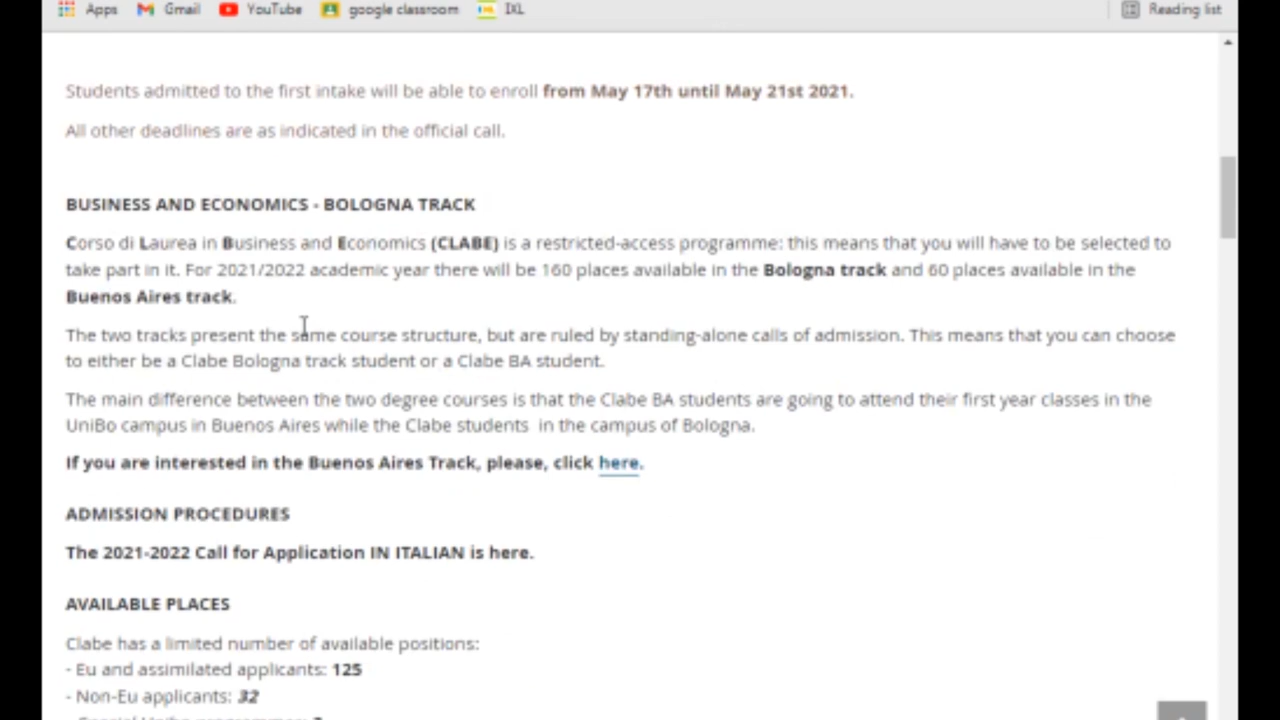 Apps Gmail YouTube google classroom IXL Reading list
Students admitted to the first intake will be able to enroll from May 17th until May 21st 2021.
All other deadlines are as indicated in the official call.
BUSINESS AND ECONOMICS - BOLOGNA TRACK
Corso di Laurea in Business and Economics (CLABE) is a restricted-access programme: this means that you will have to be selected to
take part in it. For 2021/2022 academic year there will be 160 places available in the Bologna track and 60 places available in the
Buenos Aires track.
The two tracks present the same course structure, but are ruled by standing-alone calls of admission. This means that you can choose
to either be a Clabe Bologna track student or a Clabe BA student.
The main difference between the two degree courses is that the Clabe BA students are going to attend their first year classes in the
UniBo campus in Buenos Aires while the Clabe students in the campus of Bologna.
If you are interested in the Buenos Aires Track, please, click here.
ADMISSION PROCEDURES
The 2021-2022 Call for Application IN ITALIAN is here.
AVAILABLE PLACES
Clabe has a limited number of available positions:
- Eu and assimilated applicants: 125
- Non-Eu applicants: 32